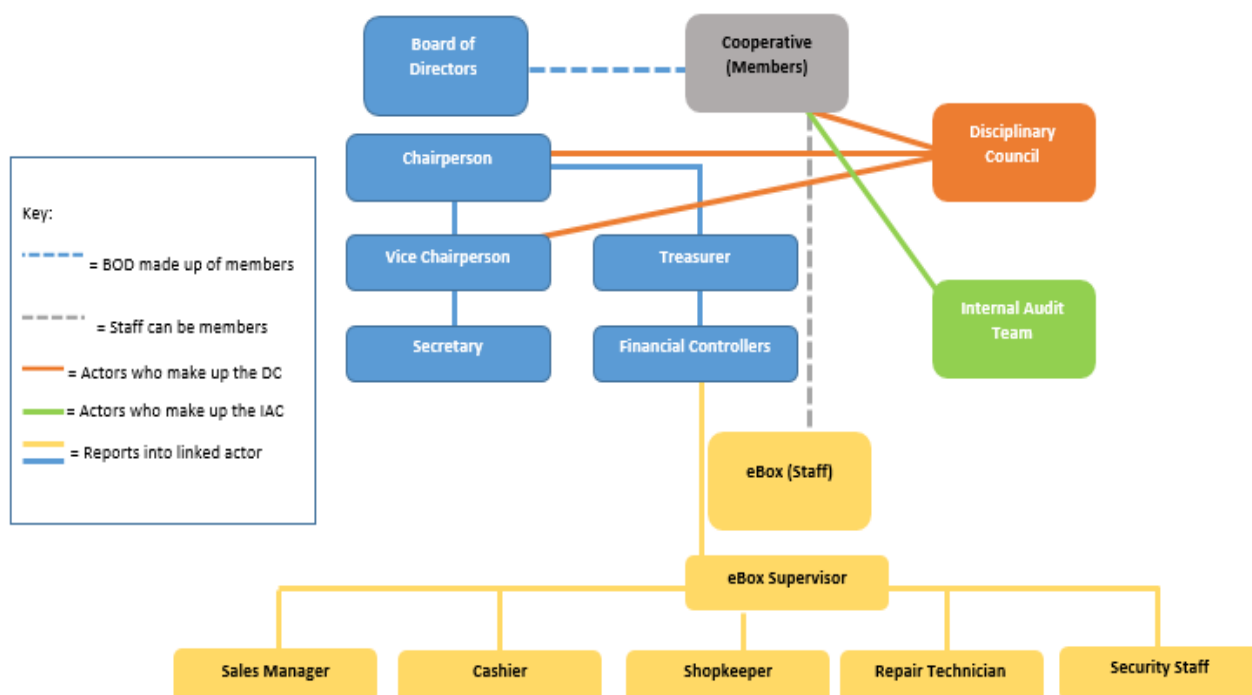 Board of
Directors
Cooperative
(Members)
Disciplinary
Council
Chairperson
Key:
= BOD made up of members
= Staff can be members
= Actors who make up the DC
= Actors who make up the IAC
= Reports into linked actor
Vice Chairperson
Treasurer
Internal Audit
Team
Secretary
Financial Controllers
eBox (Staff)
eBox Supervisor
Sales Manager
Cashier
Shopkeeper
Repair Technician
Security Staff